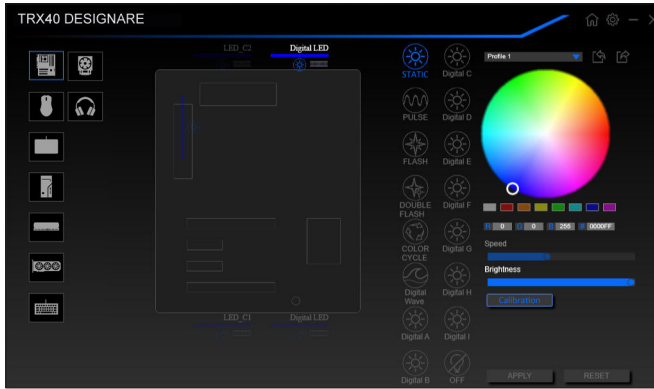 TRX40 DESIGNARE
LED_C2 Digital LED
STATIC Digital C
PULSE Digital D
FLASH Digital E
DOUBLE FLASH Digital F
COLOR CYCLE Digital G
Digital Wave Digital H
Digital A Digital I
Digital B OFF
LED_C1 Digital LED
Profile 1
R 0 G 0 B 255 # 0000FF
Speed
Brightness
Calibration
APPLY RESET